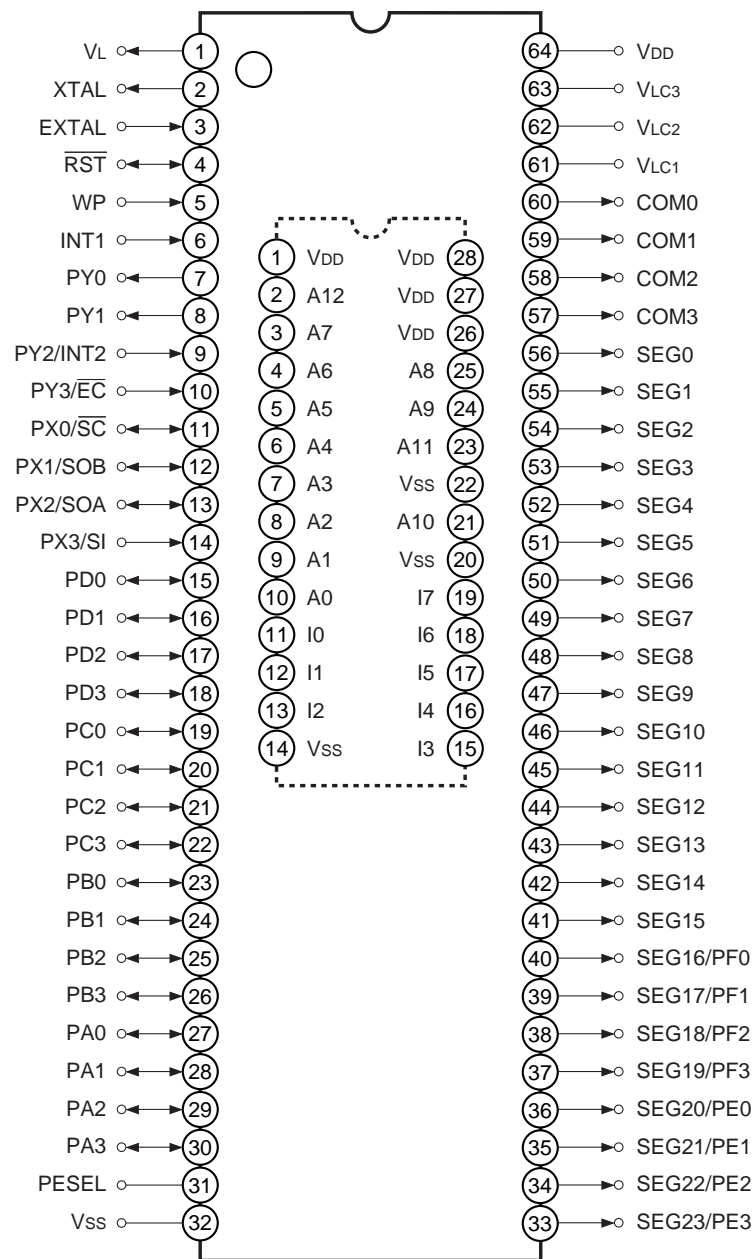 VL 1 64 VDD
XTAL 2 63 VLC3
EXTAL 3 62 VLC2
R̅S̅T̅ 4 61 VLC1
WP 5 60 COM0
INT1 6 59 COM1
PY0 7 1 VDD VDD 28 58 COM2
PY1 8 2 A12 VDD 27 57 COM3
PY2/INT2 9 3 A7 VDD 26 56 SEG0
PY3/E̅C̅ 10 4 A6 A8 25 55 SEG1
PX0/S̅C̅ 11 5 A5 A9 24 54 SEG2
PX1/SOB 12 6 A4 A11 23 53 SEG3
PX2/SOA 13 7 A3 VSS 22 52 SEG4
PX3/SI 14 8 A2 A10 21 51 SEG5
PD0 15 9 A1 VSS 20 50 SEG6
PD1 16 10 A0 I7 19 49 SEG7
PD2 17 11 I0 I6 18 48 SEG8
PD3 18 12 I1 I5 17 47 SEG9
PC0 19 13 I2 I4 16 46 SEG10
PC1 20 14 VSS I3 15 45 SEG11
PC2 21 44 SEG12
PC3 22 43 SEG13
PB0 23 42 SEG14
PB1 24 41 SEG15
PB2 25 40 SEG16/PF0
PB3 26 39 SEG17/PF1
PA0 27 38 SEG18/PF2
PA1 28 37 SEG19/PF3
PA2 29 36 SEG20/PE0
PA3 30 35 SEG21/PE1
PESEL 31 34 SEG22/PE2
VSS 32 33 SEG23/PE3